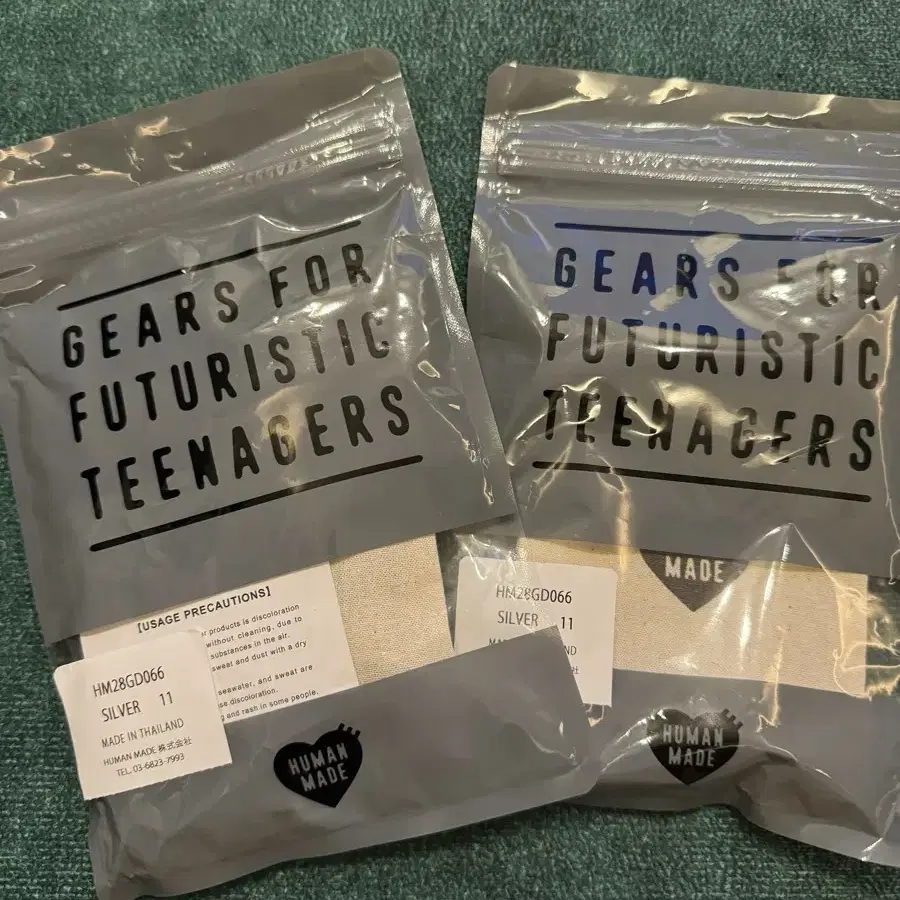 GEARS FOR
FUTURISTIC
TEENAGERS
[USAGE PRECAUTIONS]
products is discoloration
without cleaning, due to
substances in the air.
sweat and dust with a dry
seawater, and sweat are
discoloration.
and rash in some people.
HM28GD066
SILVER 11
MADE IN THAILAND
HUMAN MADE 株式会社
TEL. 03-6823-7993
HUMAN
MADE
GEARS FOR
FUTURISTIC
TEENAGERS
MADE
HM28GD066
SILVER 11
HUMAN
MADE